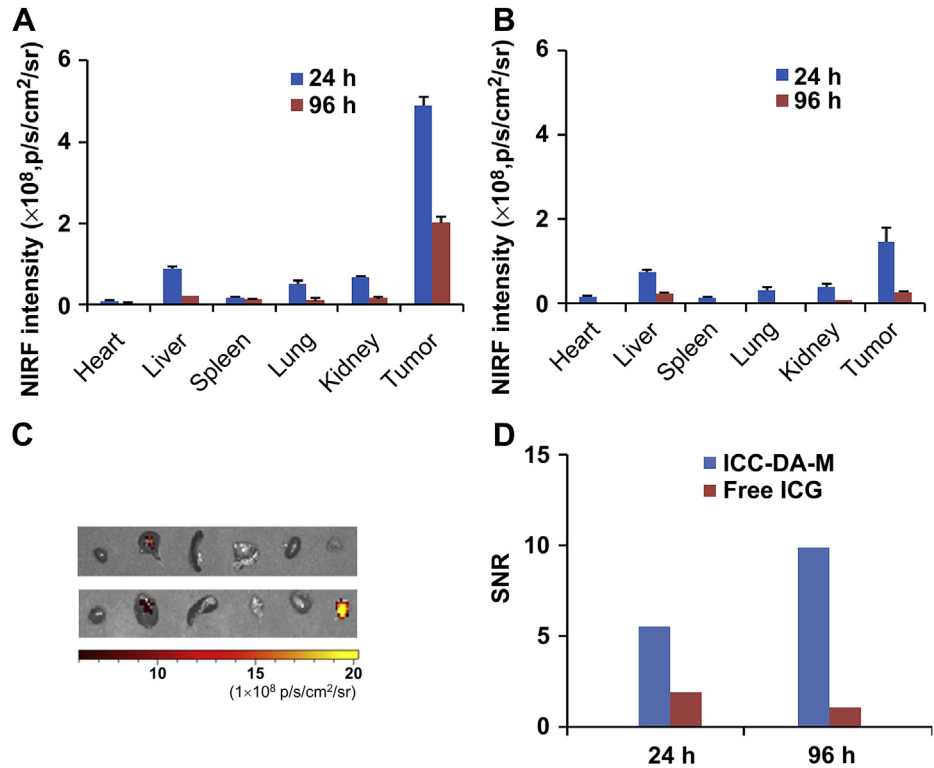 A
NIRF intensity (×10⁸,p/s/cm²/sr)
6
4
2
0
24 h
96 h
Heart
Liver
Spleen
Lung
Kidney
Tumor
B
NIRF intensity (×10⁸,p/s/cm²/sr)
6
4
2
0
24 h
96 h
Heart
Liver
Spleen
Lung
Kidney
Tumor
C
10
15
20
(1×10⁸ p/s/cm²/sr)
D
SNR
15
10
5
0
ICC-DA-M
Free ICG
24 h
96 h